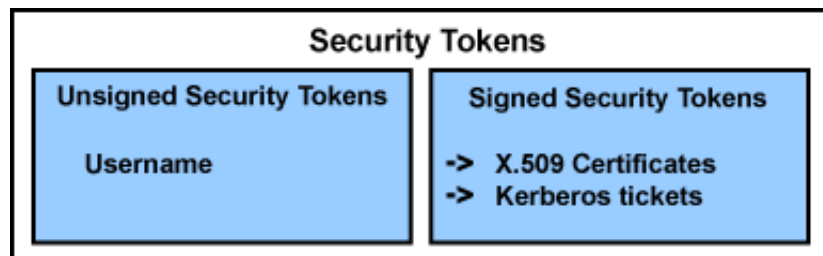 Security Tokens
Unsigned Security Tokens
Username
Signed Security Tokens
-> X.509 Certificates
-> Kerberos tickets